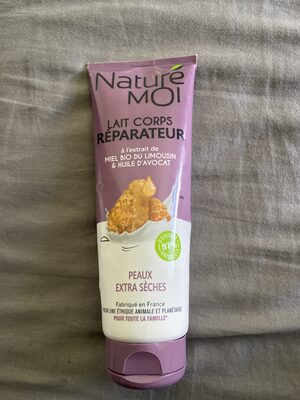 Naturé
MOI
LAIT CORPS
RÉPARATEUR
à l'extrait de
MIEL BIO DU LIMOUSIN
& HUILE D'AVOCAT
97%
PEAUX
EXTRA SÈCHES
Fabriqué en France
POUR UNE ÉTHIQUE ANIMALE ET PLANÉTAIRE
POUR TOUTE LA FAMILLE*